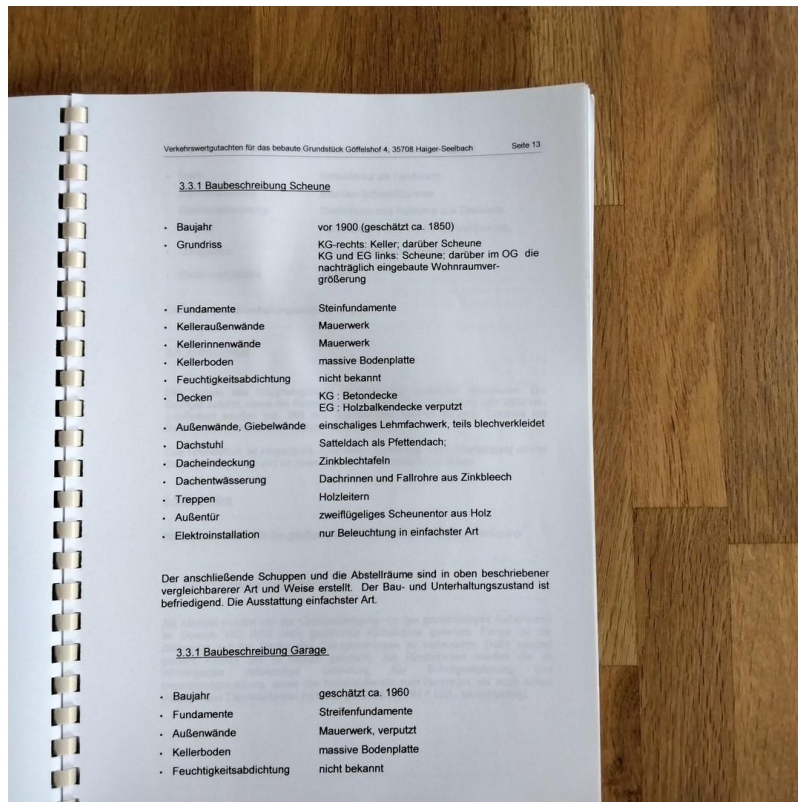 Verkehrswertgutachten für das bebaute Grundstück Göffelshof 4, 35708 Haiger-Seelbach Seite 13
3.3.1 Baubeschreibung Scheune
· Baujahr vor 1900 (geschätzt ca. 1850)
· Grundriss KG-rechts: Keller; darüber Scheune
KG und EG links: Scheune; darüber im OG die
nachträglich eingebaute Wohnraumver-
größerung
· Fundamente Steinfundamente
· Kelleraußenwände Mauerwerk
· Kellerinnenwände Mauerwerk
· Kellerboden massive Bodenplatte
· Feuchtigkeitsabdichtung nicht bekannt
· Decken KG : Betondecke
EG : Holzbalkendecke verputzt
· Außenwände, Giebelwände einschaliges Lehmfachwerk, teils blechverkleidet
· Dachstuhl Satteldach als Pfettendach;
· Dacheindeckung Zinkblechtafeln
· Dachentwässerung Dachrinnen und Fallrohre aus Zinkbleech
· Treppen Holzleitern
· Außentür zweiflügeliges Scheunentor aus Holz
· Elektroinstallation nur Beleuchtung in einfachster Art
Der anschließende Schuppen und die Abstellräume sind in oben beschriebener
vergleichbarerer Art und Weise erstellt. Der Bau- und Unterhaltungszustand ist
befriedigend. Die Ausstattung einfachster Art.
3.3.1 Baubeschreibung Garage
· Baujahr geschätzt ca. 1960
· Fundamente Streifenfundamente
· Außenwände Mauerwerk, verputzt
· Kellerboden massive Bodenplatte
· Feuchtigkeitsabdichtung nicht bekannt